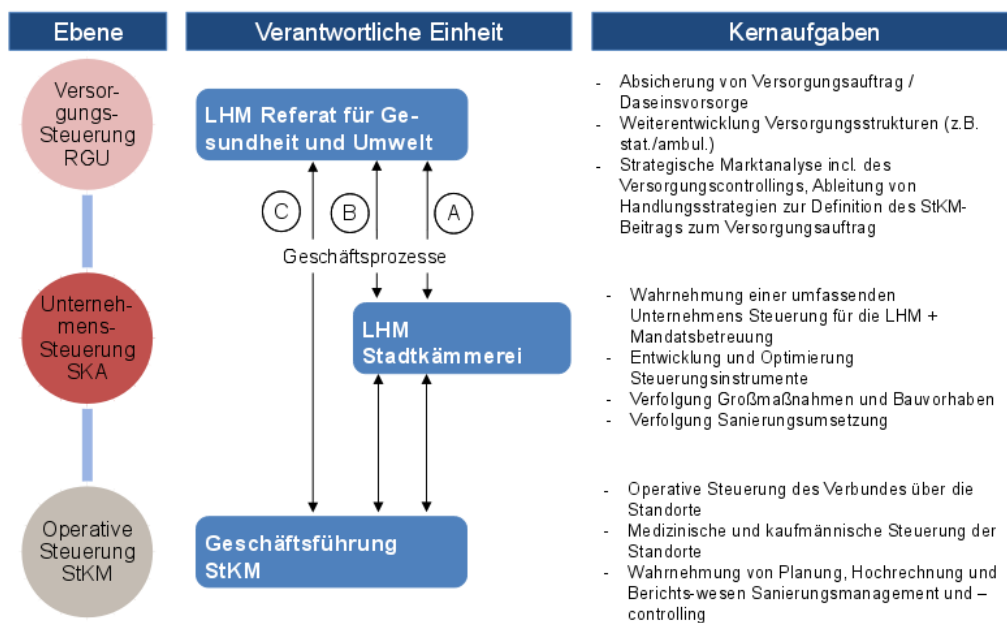 Ebene
Verantwortliche Einheit
Kernaufgaben
Versor-
gungs-
Steuerung
RGU
LHM Referat für Ge-
sundheit und Umwelt
- Absicherung von Versorgungsauftrag /
Daseinsvorsorge
- Weiterentwicklung Versorgungsstrukturen (z.B.
stat./ambul.)
- Strategische Marktanalyse incl. des
Versorgungscontrollings, Ableitung von
Handlungsstrategien zur Definition des StKM-
Beitrags zum Versorgungsauftrag
C
B
A
Geschäftsprozesse
Unterneh-
mens-
Steuerung
SKA
LHM
Stadtkämmerei
- Wahrnehmung einer umfassenden
Unternehmens Steuerung für die LHM +
Mandatsbetreuung
- Entwicklung und Optimierung
Steuerungsinstrumente
- Verfolgung Großmaßnahmen und Bauvorhaben
- Verfolgung Sanierungsumsetzung
Operative
Steuerung
StKM
Geschäftsführung
StKM
- Operative Steuerung des Verbundes über die
Standorte
- Medizinische und kaufmännische Steuerung der
Standorte
- Wahrnehmung von Planung, Hochrechnung und
Berichts-wesen Sanierungsmanagement und –
controlling